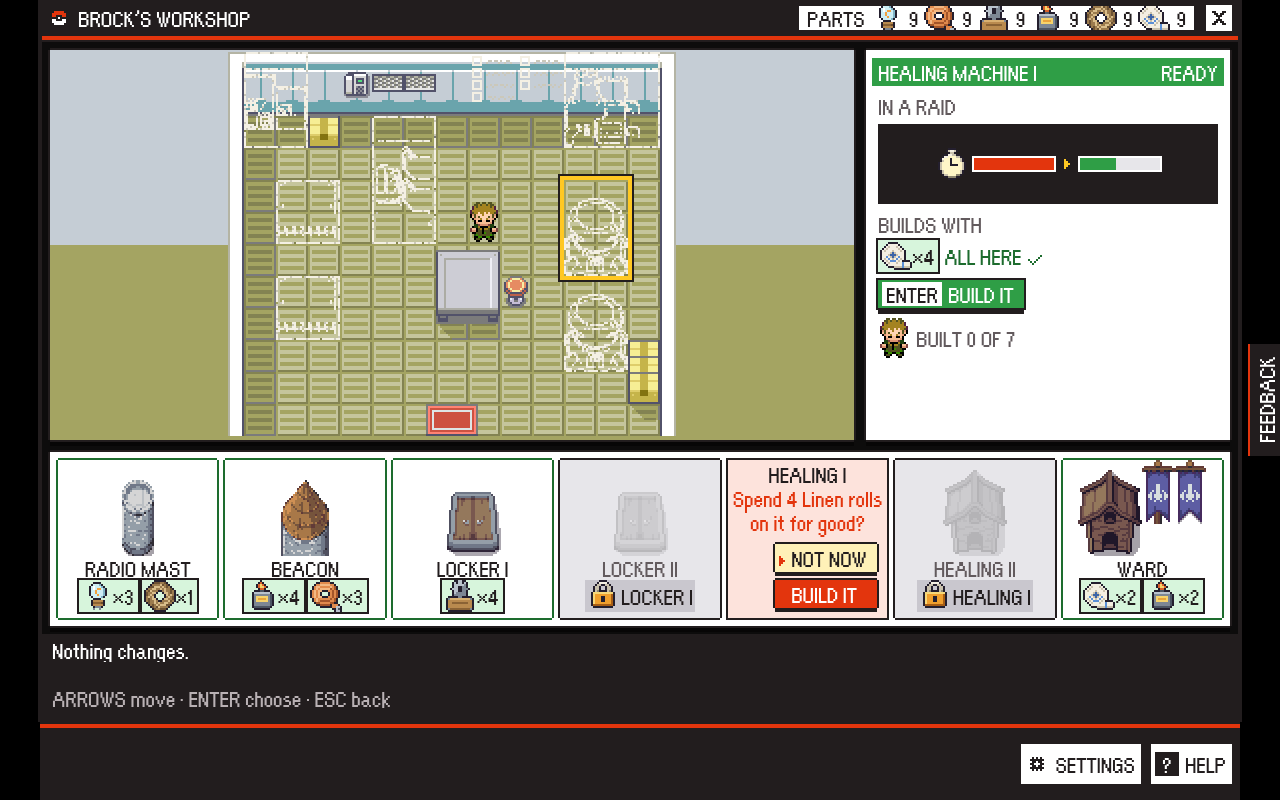 BROCK'S WORKSHOP
PARTS 9 9 9 9 9 9 X
HEALING MACHINE I READY
IN A RAID
BUILDS WITH
×4 ALL HERE ✓
ENTER BUILD IT
BUILT 0 OF 7
FEEDBACK
RADIO MAST
×3 ×1
BEACON
×4 ×3
LOCKER I
×4
LOCKER II
LOCKER I
HEALING I
Spend 4 Linen rolls
on it for good?
NOT NOW
BUILD IT
HEALING II
HEALING I
WARD
×2 ×2
Nothing changes.
ARROWS move · ENTER choose · ESC back
SETTINGS ? HELP